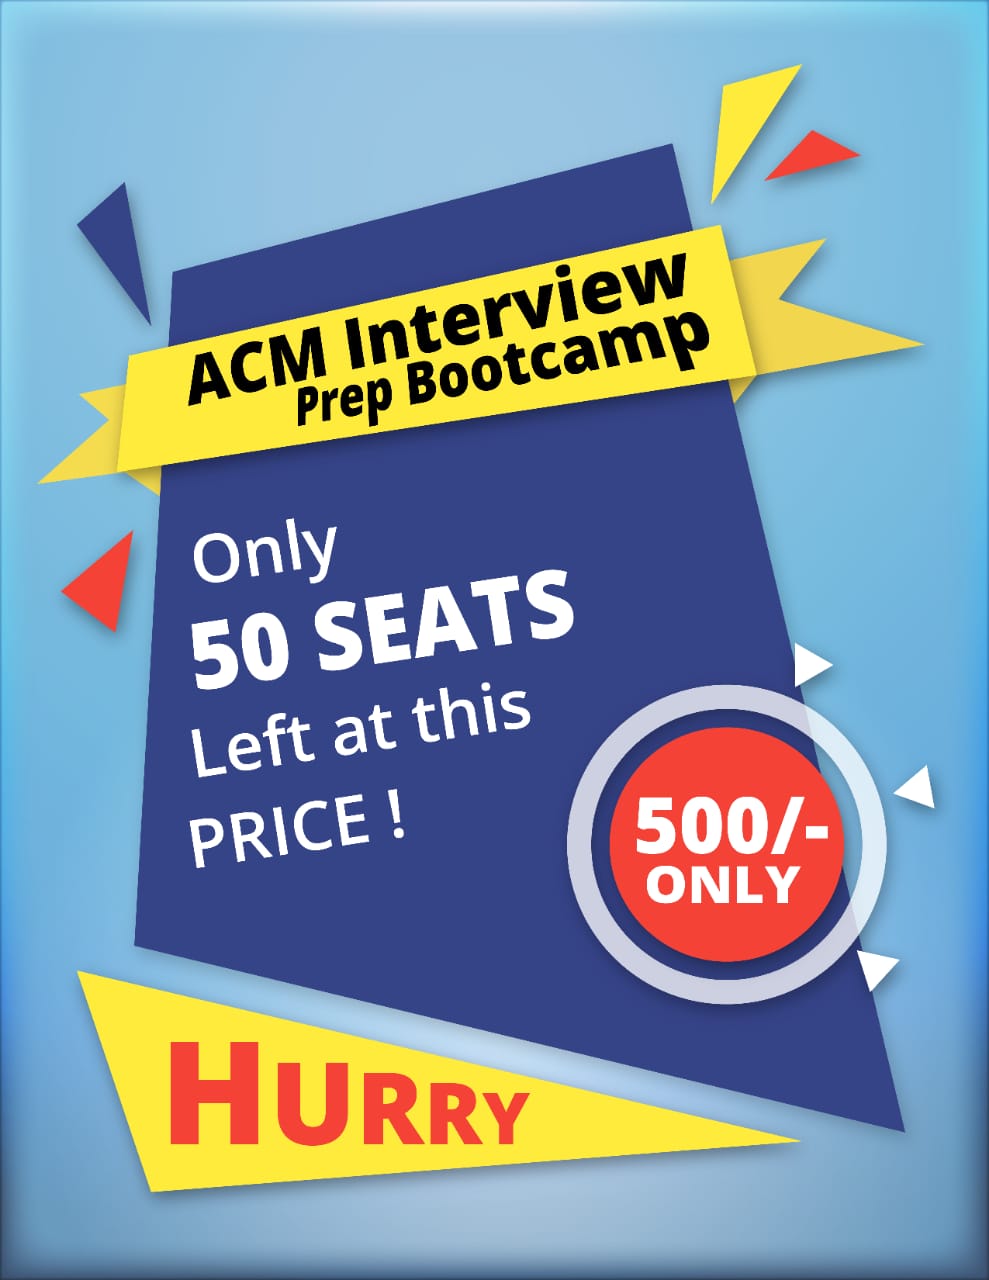 ACM Interview
Prep Bootcamp
Only
50 SEATS
Left at this
PRICE !
500/-
ONLY
HURRY